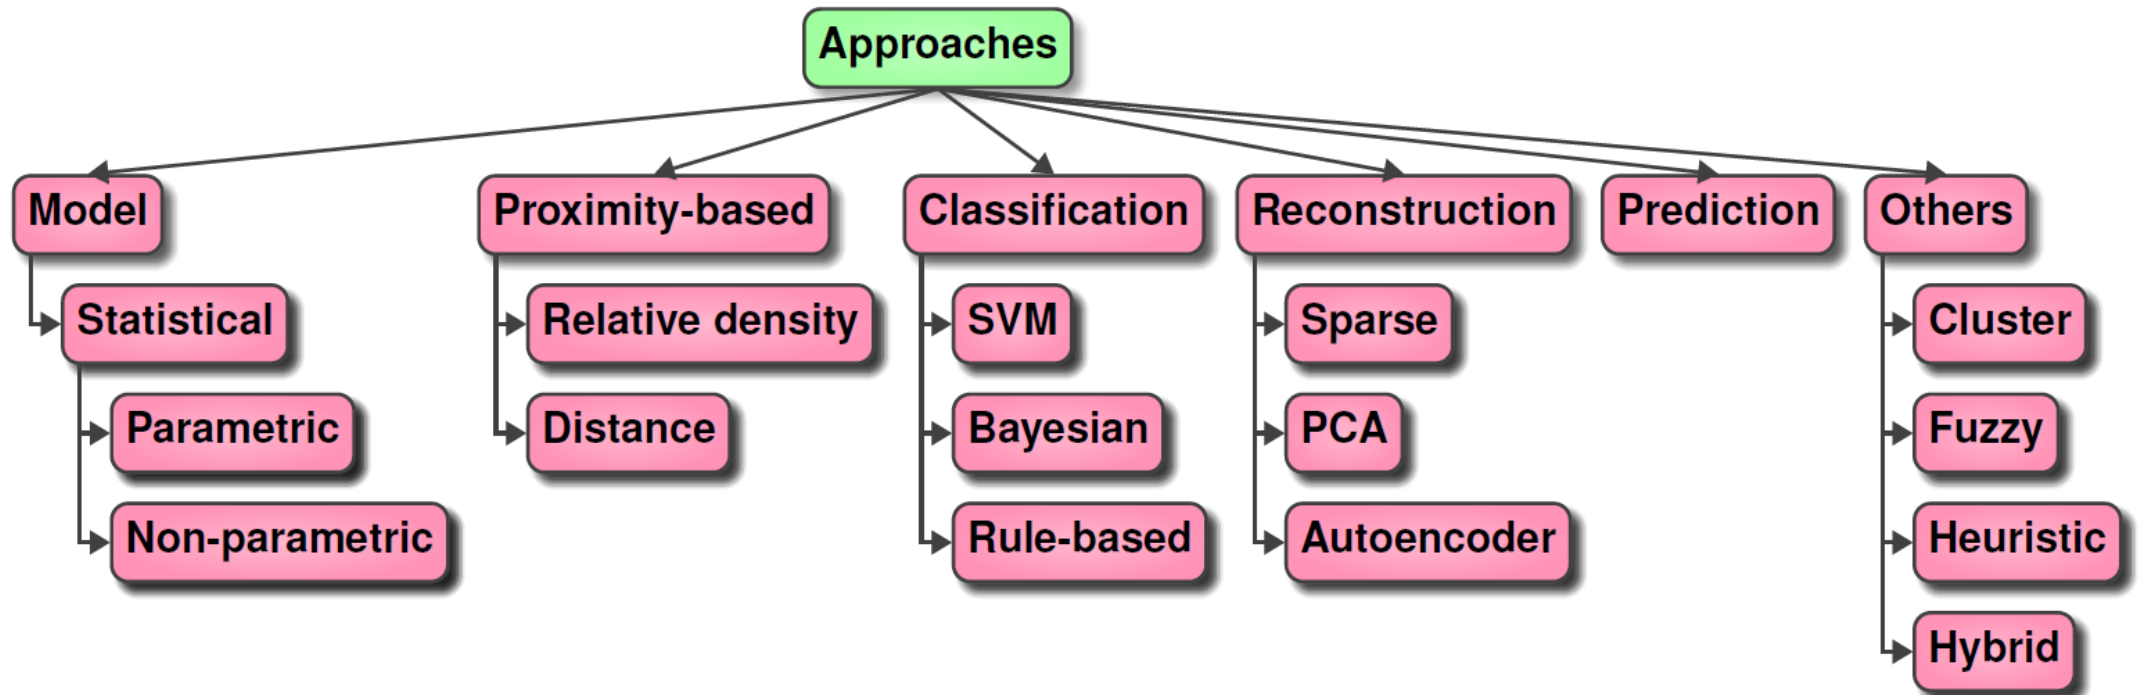 Approaches
Model
Statistical
Parametric
Non-parametric
Proximity-based
Relative density
Distance
Classification
SVM
Bayesian
Rule-based
Reconstruction
Sparse
PCA
Autoencoder
Prediction
Others
Cluster
Fuzzy
Heuristic
Hybrid